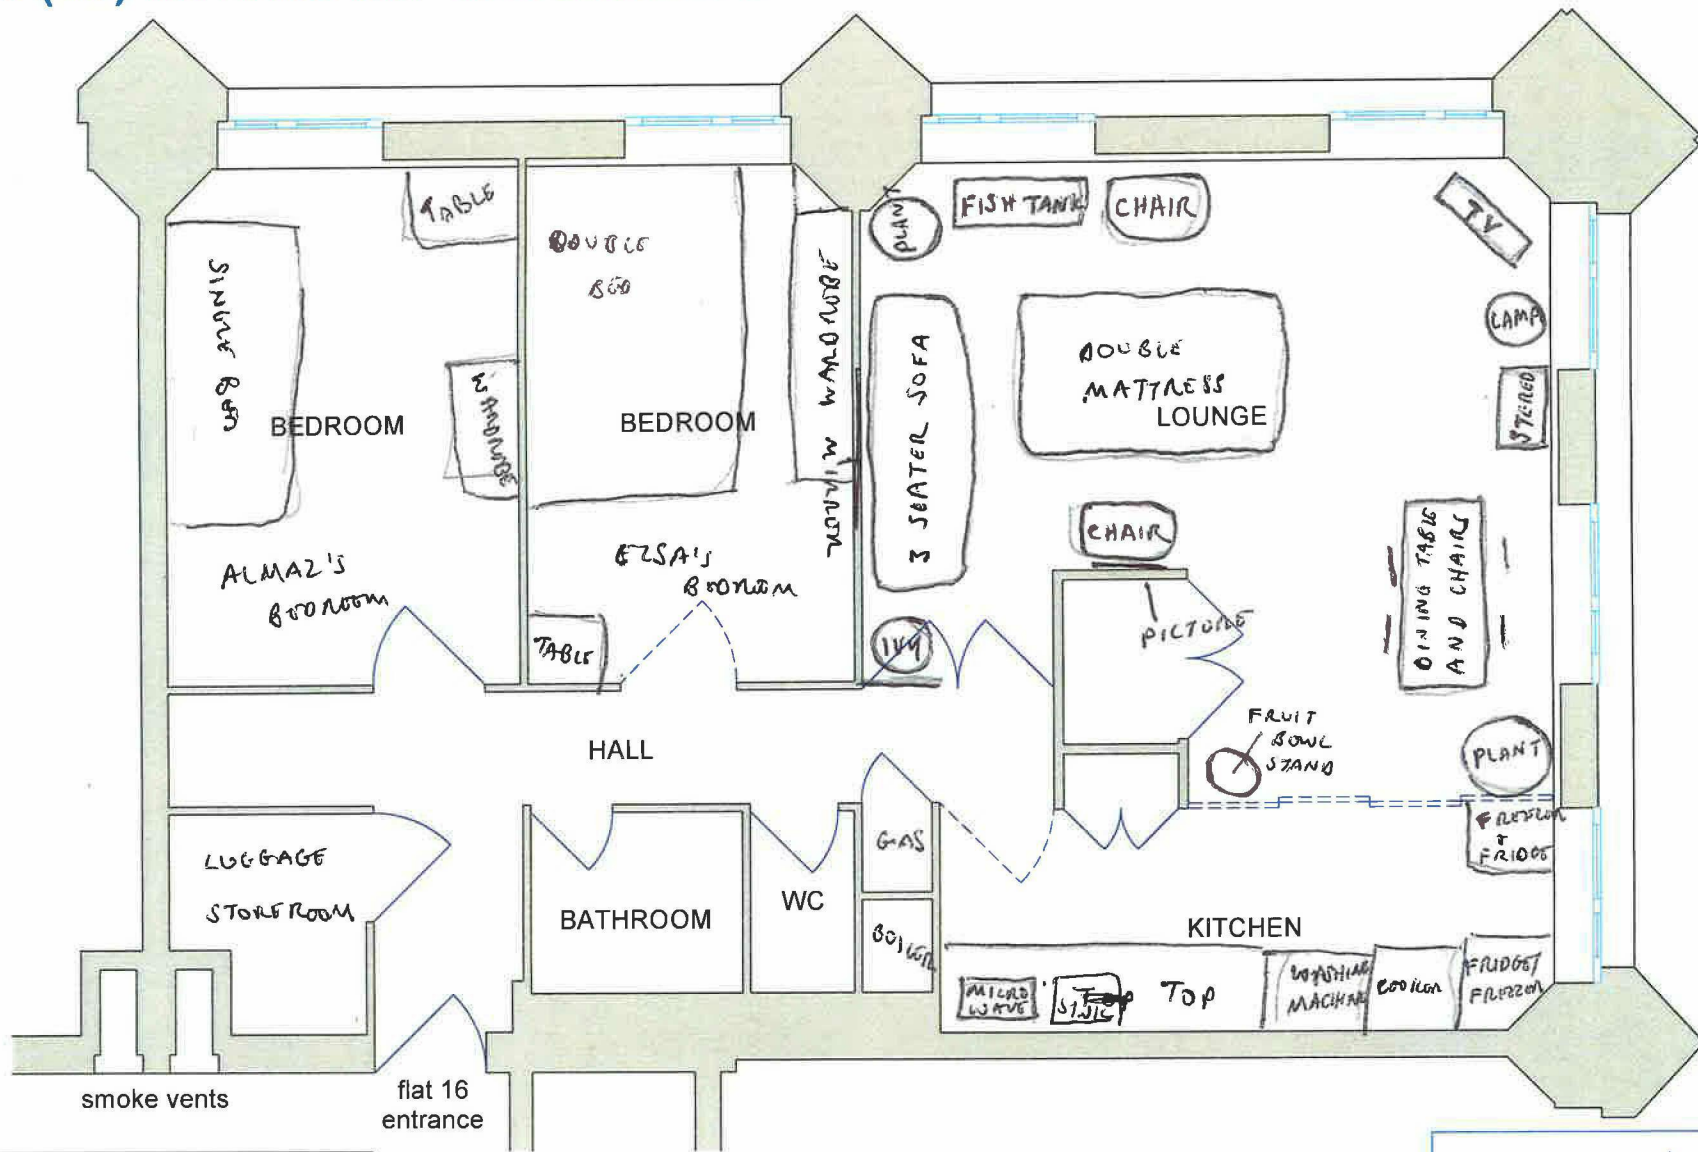 TABLE
SINGLE BED
BEDROOM
WARDROBE
ALMAZ'S
BEDROOM
DOUBLE
BED
BEDROOM
WARDROBE
MIRROR
ELSA'S
BEDROOM
TABLE
PLANT
FISH TANK
CHAIR
TV
LAMP
STEREO
3 SEATER SOFA
DOUBLE
MATTRESS
LOUNGE
CHAIR
PICTURE
IVY
DINING TABLE
AND CHAIRS
FRUIT
BOWL
STAND
PLANT
HALL
LUGGAGE
STOREROOM
BATHROOM
WC
GAS
BOILER
KITCHEN
FREEZER
&
FRIDGE
MICRO
WAVE
SINK
TOP
WASHING
MACHINE
COOKER
FRIDGE/
FREEZER
smoke vents
flat 16
entrance